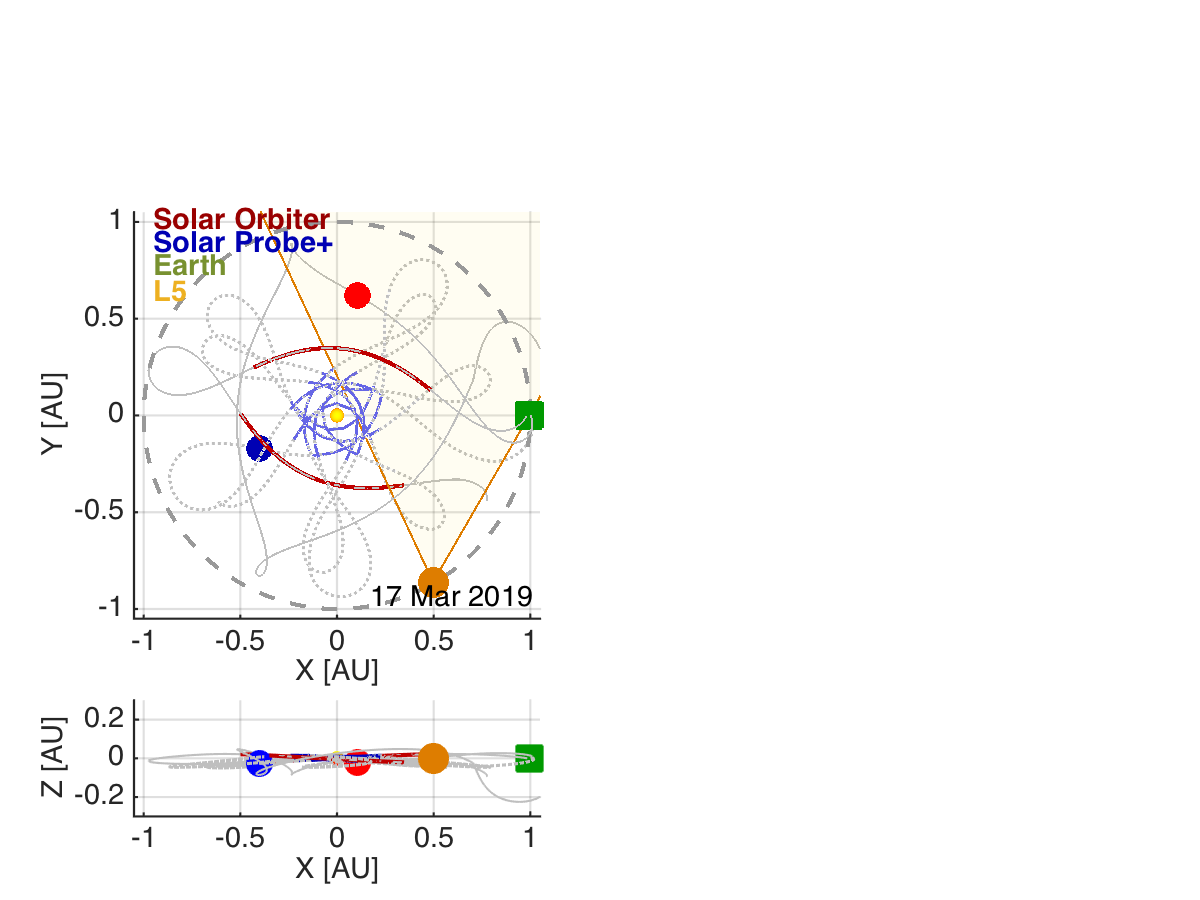 Solar Orbiter
Solar Probe+
Earth
L5
1
0.5
0
-0.5
-1
Y [AU]
17 Mar 2019
-1 -0.5 0 0.5 1
X [AU]
0.2
0
-0.2
Z [AU]
-1 -0.5 0 0.5 1
X [AU]